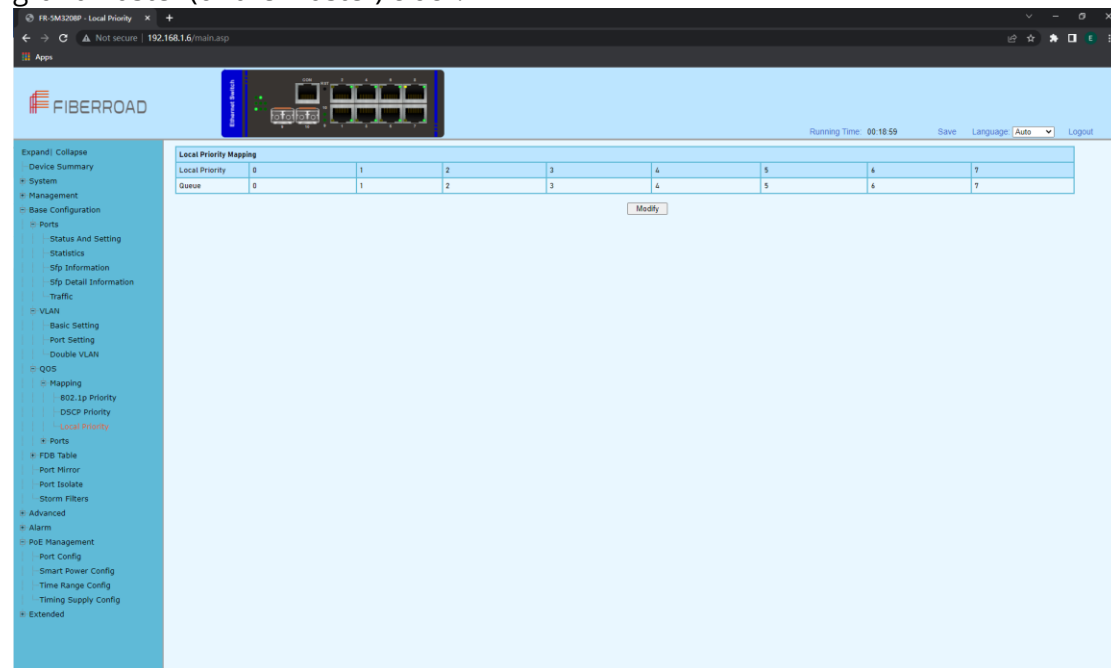 FR-5M3208P - Local Priority
Not secure | 192.168.1.6/main.asp
Apps
FIBERROAD
Ethernet Switch
COM
Running Time: 00:18:59 Save Language: Auto Logout
Expand| Collapse
Device Summary
System
Management
Base Configuration
Ports
Status And Setting
Statistics
Sfp Information
Sfp Detail Information
Traffic
VLAN
Basic Setting
Port Setting
Double VLAN
QOS
Mapping
802.1p Priority
DSCP Priority
Local Priority
Ports
FDB Table
Port Mirror
Port Isolate
Storm Filters
Advanced
Alarm
PoE Management
Port Config
Smart Power Config
Time Range Config
Timing Supply Config
Extended
Local Priority Mapping
Local Priority 0 1 2 3 4 5 6 7
Queue 0 1 2 3 4 5 6 7
Modify